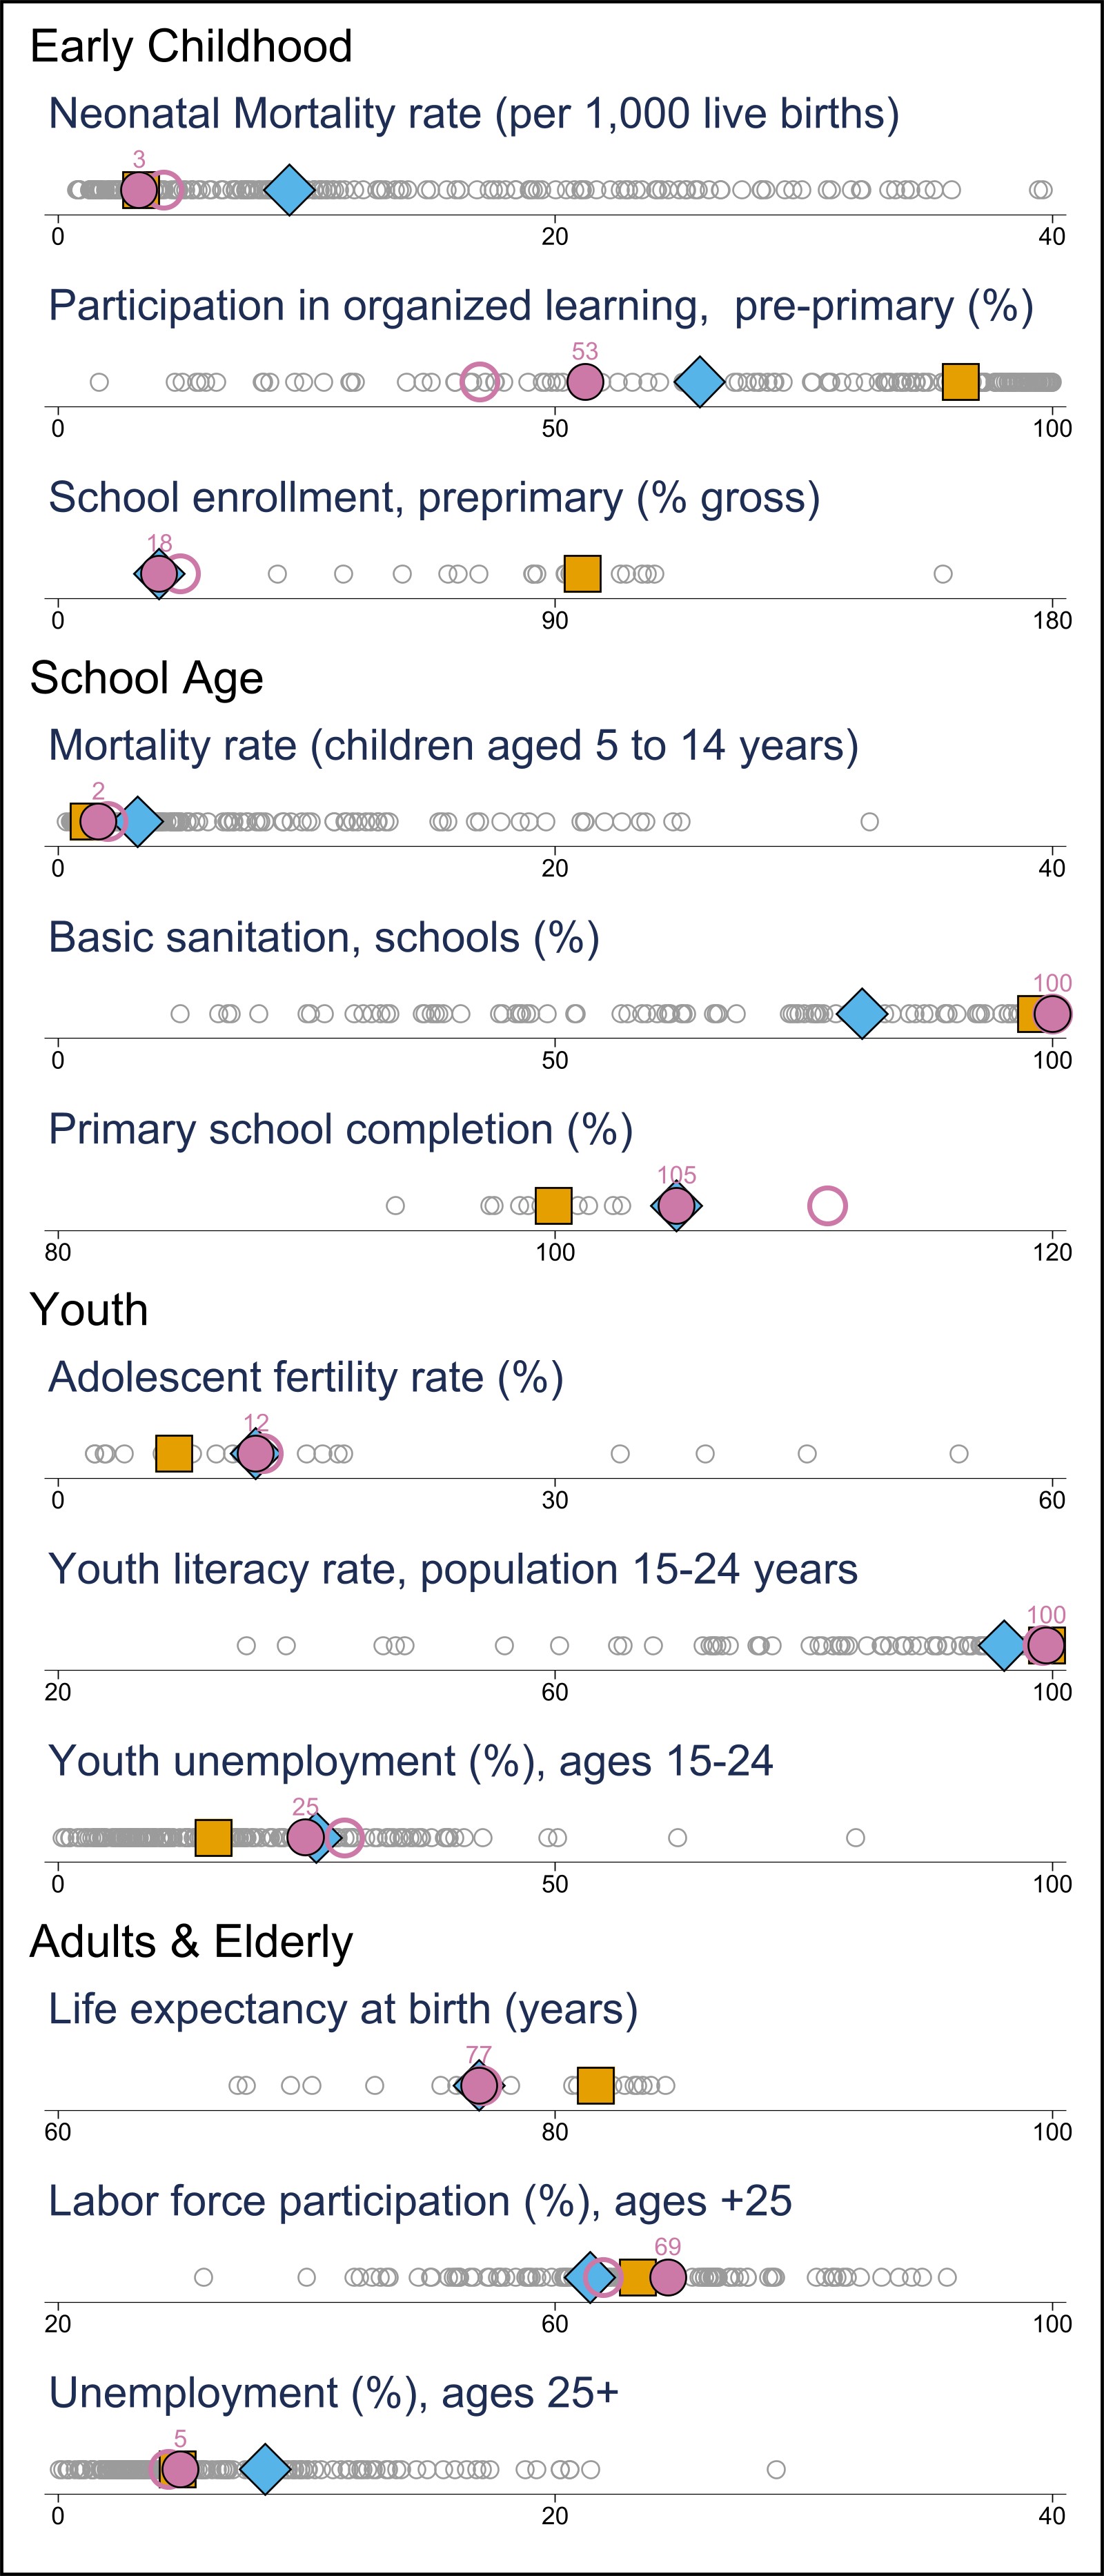 Early Childhood
Neonatal Mortality rate (per 1,000 live births)
3
0 20 40
Participation in organized learning,  pre-primary (%)
53
0 50 100
School enrollment, preprimary (% gross)
18
0 90 180
School Age
Mortality rate (children aged 5 to 14 years)
2
0 20 40
Basic sanitation, schools (%)
100
0 50 100
Primary school completion (%)
105
80 100 120
Youth
Adolescent fertility rate (%)
12
0 30 60
Youth literacy rate, population 15-24 years
100
20 60 100
Youth unemployment (%), ages 15-24
25
0 50 100
Adults & Elderly
Life expectancy at birth (years)
77
60 80 100
Labor force participation (%), ages +25
69
20 60 100
Unemployment (%), ages 25+
5
0 20 40